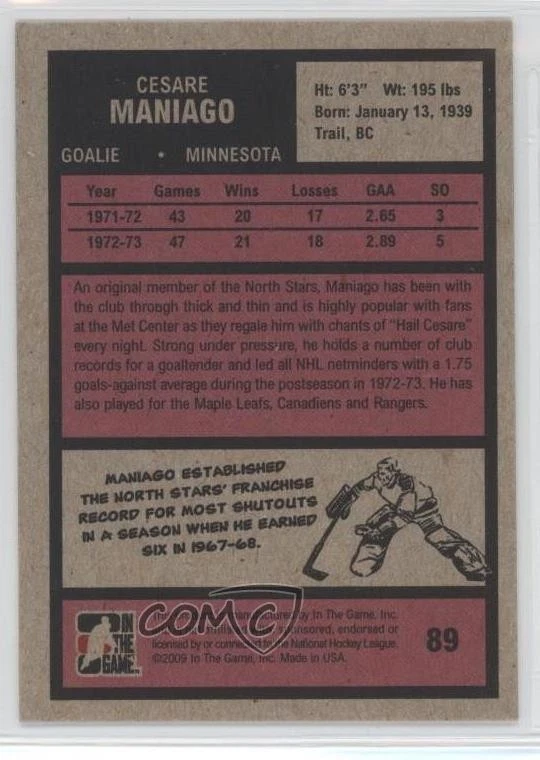 CESARE
MANIAGO
GOALIE • MINNESOTA
Ht: 6'3" Wt: 195 lbs
Born: January 13, 1939
Trail, BC
Year Games Wins Losses GAA SO
1971-72 43 20 17 2.65 3
1972-73 47 21 18 2.89 5
An original member of the North Stars, Maniago has been with
the club through thick and thin and is highly popular with fans
at the Met Center as they regale him with chants of "Hail Cesare"
every night. Strong under pressure, he holds a number of club
records for a goaltender and led all NHL netminders with a 1.75
goals-against average during the postseason in 1972-73. He has
also played for the Maple Leafs, Canadiens and Rangers.
MANIAGO ESTABLISHED
THE NORTH STARS' FRANCHISE
RECORD FOR MOST SHUTOUTS
IN A SEASON WHEN HE EARNED
SIX IN 1967-68.
IN
THE
GAME
manufactured by In The Game, Inc.
sponsored, endorsed or
licensed by or connected to the National Hockey League.
©2009 In The Game, Inc. Made in USA.
89
COMC